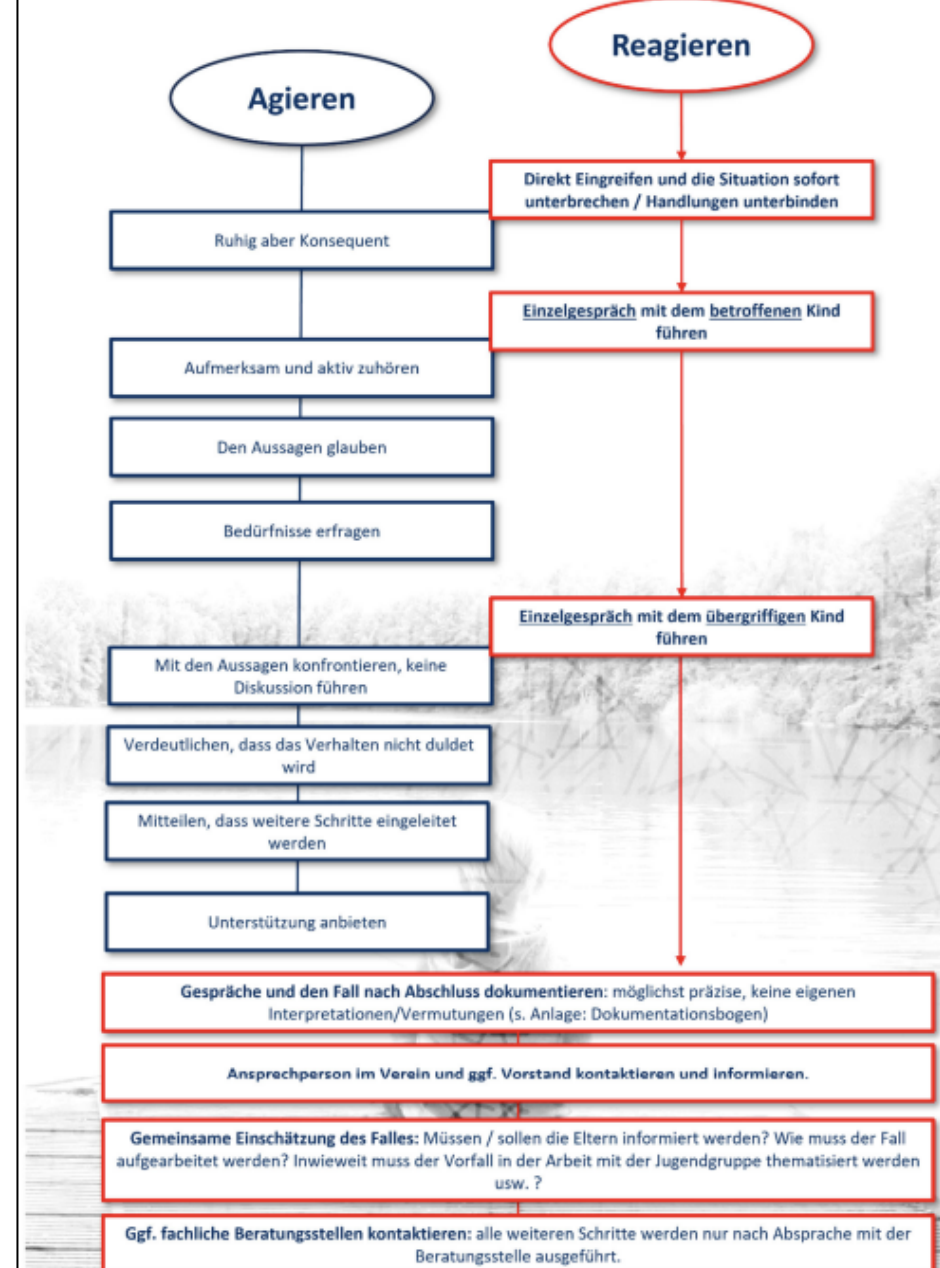 Reagieren
Agieren
Direkt Eingreifen und die Situation sofort
unterbrechen / Handlungen unterbinden
Ruhig aber Konsequent
Einzelgespräch mit dem betroffenen Kind
führen
Aufmerksam und aktiv zuhören
Den Aussagen glauben
Bedürfnisse erfragen
Einzelgespräch mit dem übergriffigen Kind
führen
Mit den Aussagen konfrontieren, keine
Diskussion führen
Verdeutlichen, dass das Verhalten nicht duldet
wird
Mitteilen, dass weitere Schritte eingeleitet
werden
Unterstützung anbieten
Gespräche und den Fall nach Abschluss dokumentieren: möglichst präzise, keine eigenen
Interpretationen/Vermutungen (s. Anlage: Dokumentationsbogen)
Ansprechperson im Verein und ggf. Vorstand kontaktieren und informieren.
Gemeinsame Einschätzung des Falles: Müssen / sollen die Eltern informiert werden? Wie muss der Fall
aufgearbeitet werden? Inwieweit muss der Vorfall in der Arbeit mit der Jugendgruppe thematisiert werden
usw. ?
Ggf. fachliche Beratungsstellen kontaktieren: alle weiteren Schritte werden nur nach Absprache mit der
Beratungsstelle ausgeführt.